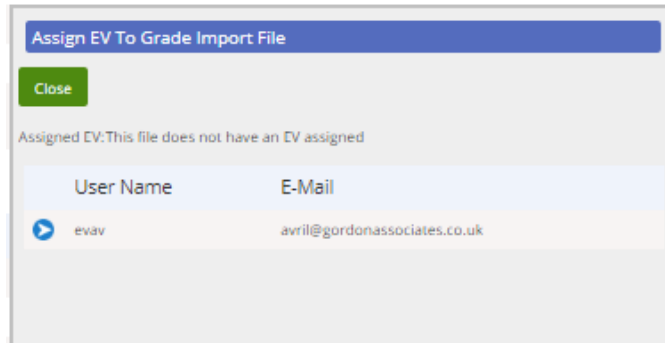 Assign EV To Grade Import File
Close
Assigned EV:This file does not have an EV assigned
User Name E-Mail
evav avril@gordonassociates.co.uk